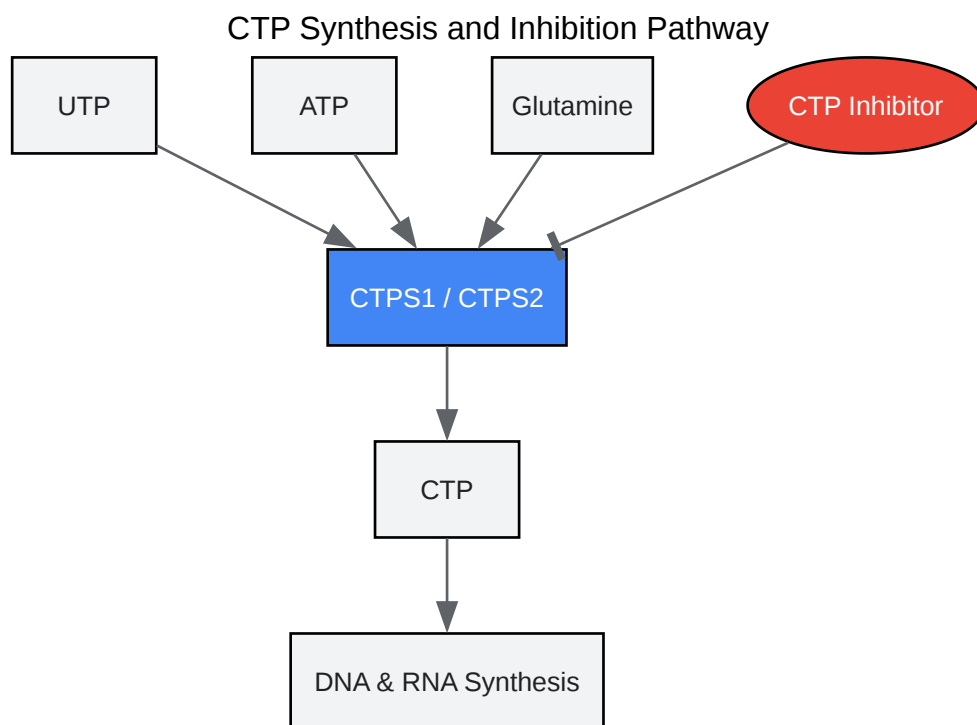 CTP Synthesis and Inhibition Pathway
UTP
ATP
Glutamine
CTP Inhibitor
CTPS1 / CTPS2
CTP
DNA & RNA Synthesis